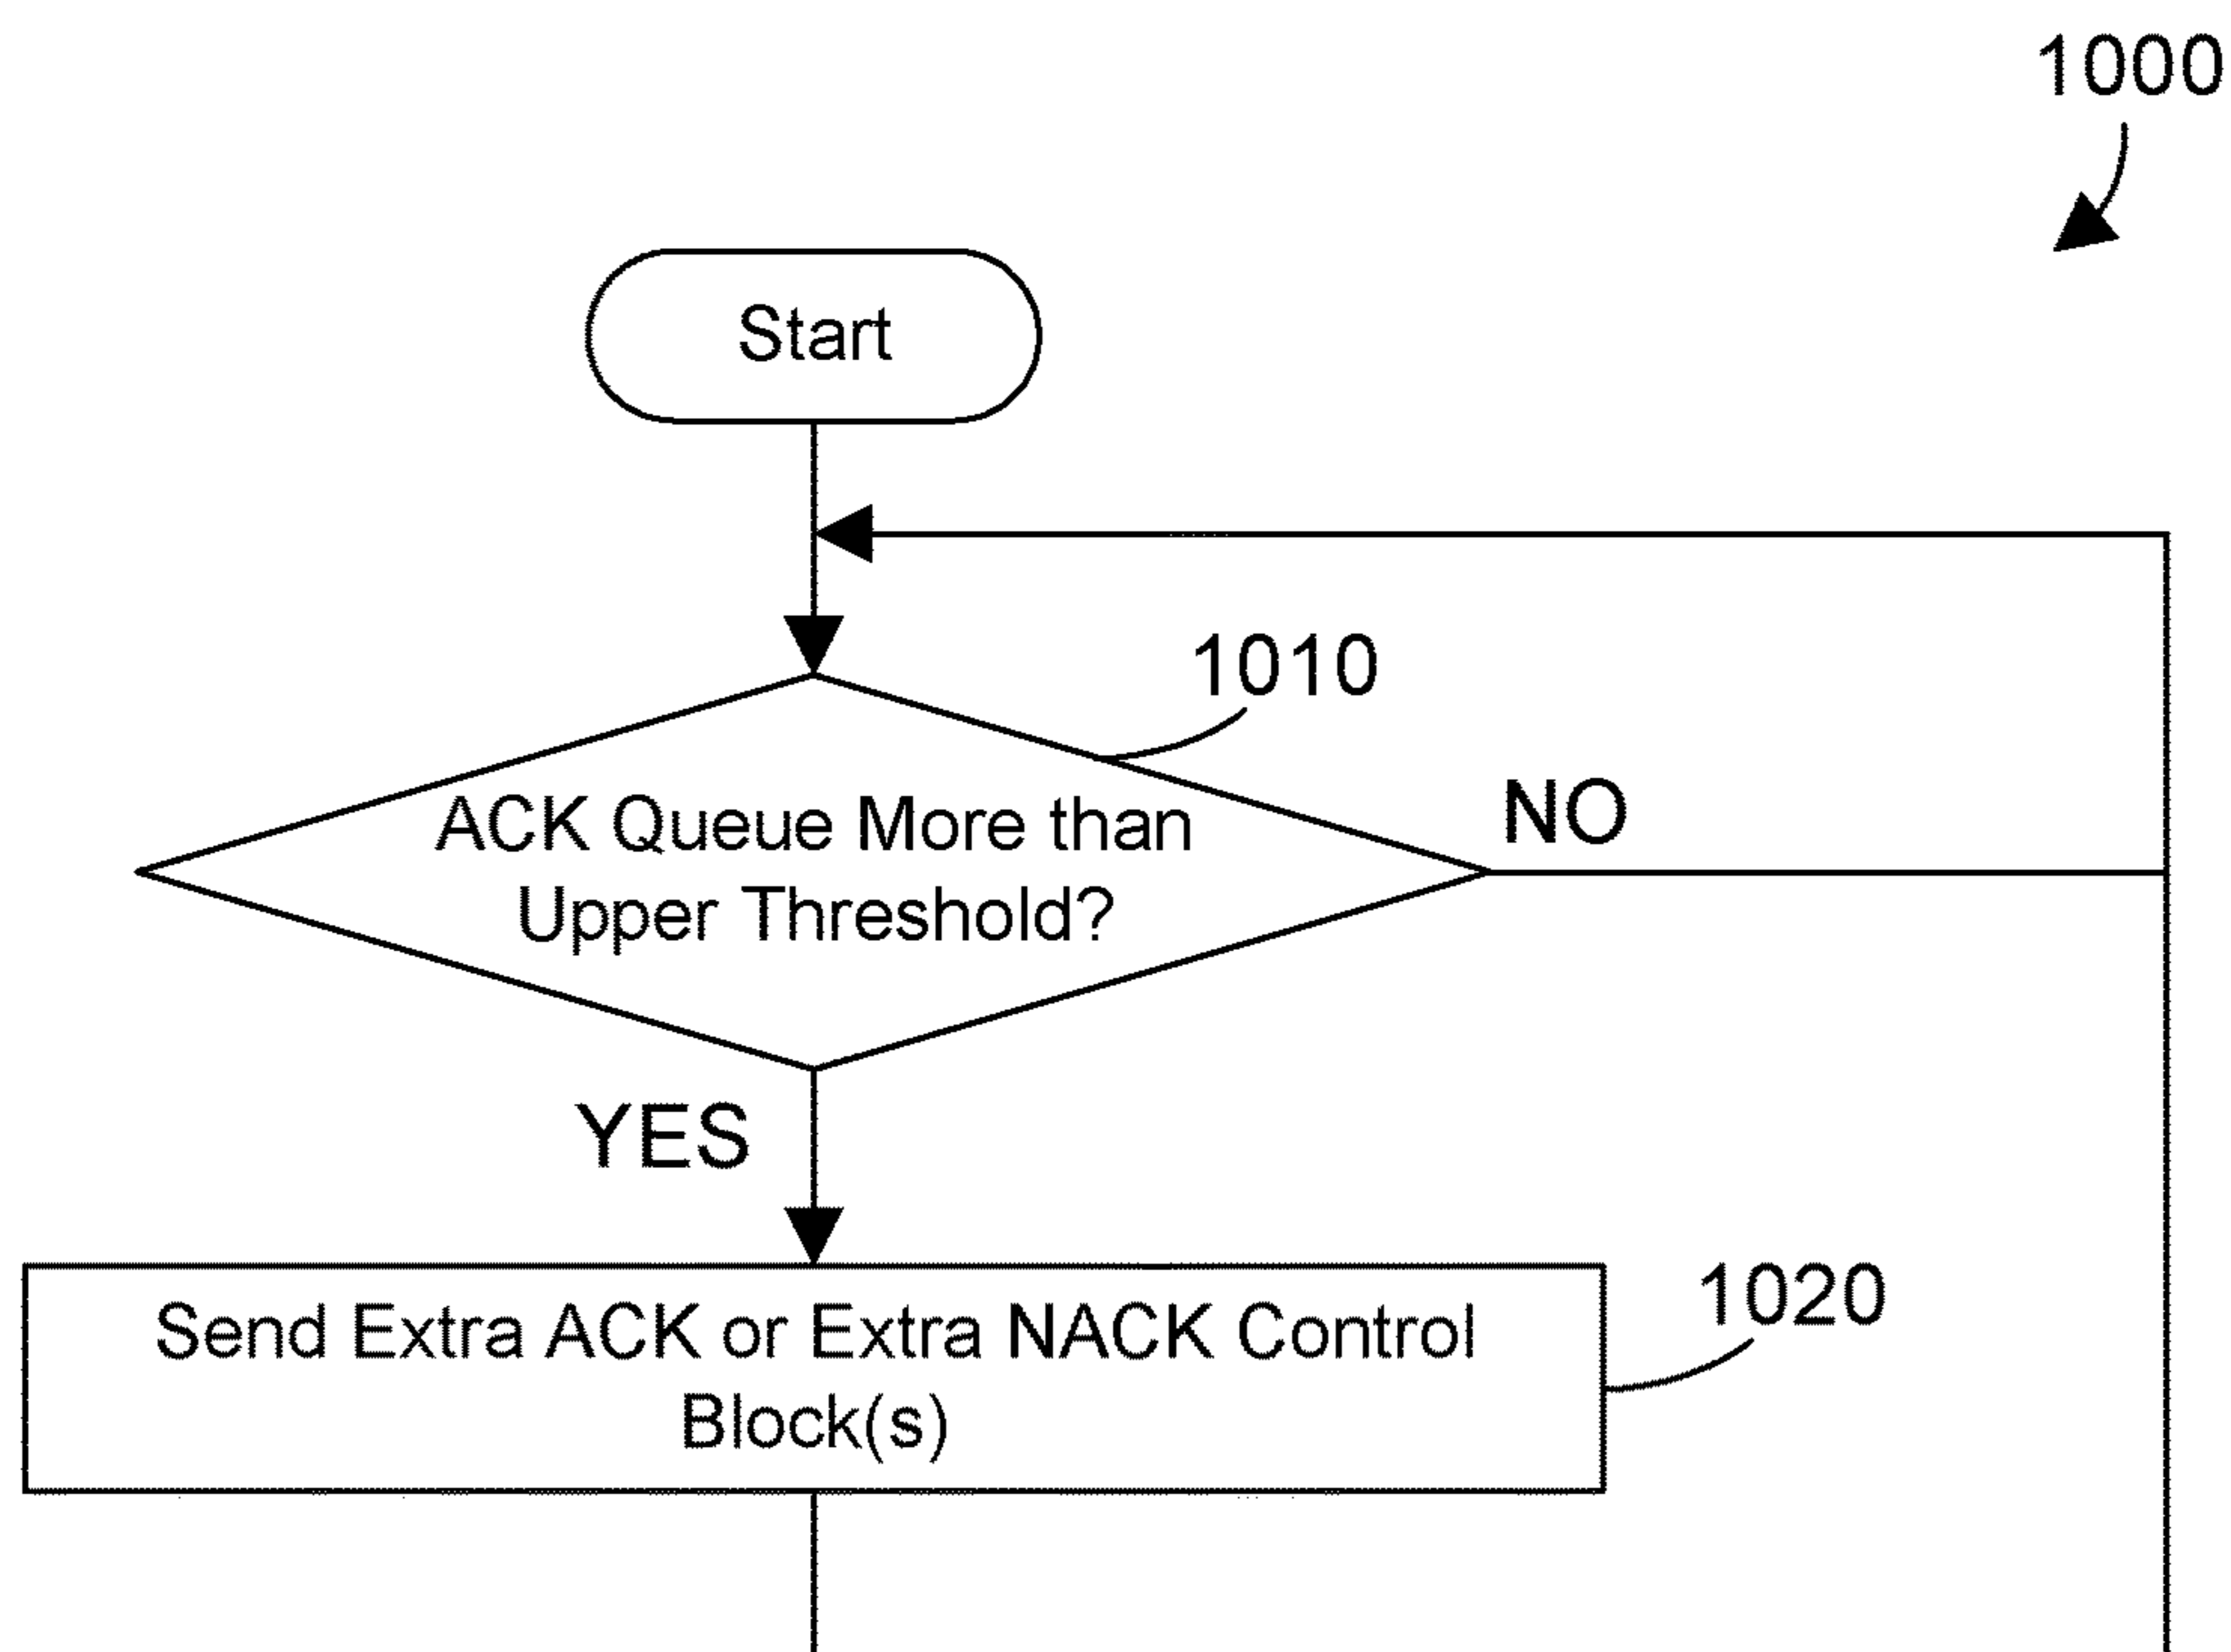 1000
Start
1010
ACK Queue More than
Upper Threshold?
NO
YES
Send Extra ACK or Extra NACK Control
Block(s)
1020